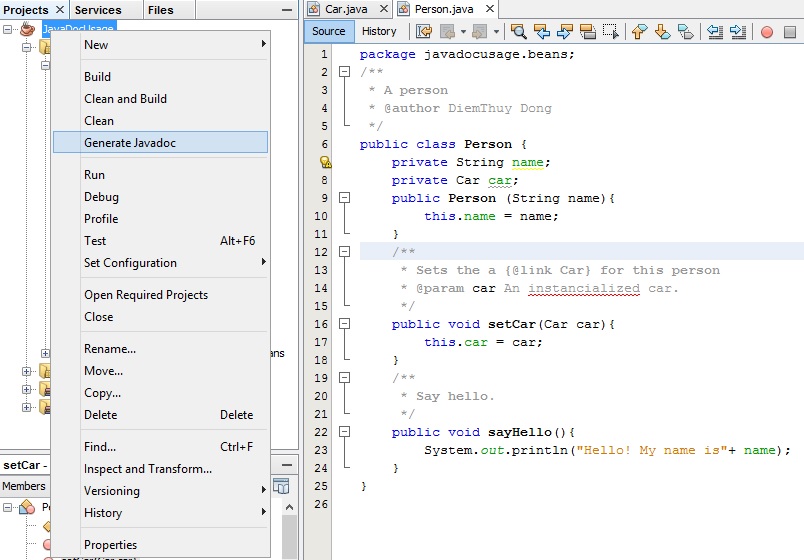 Projects
Services
Files
JavaDocUsage
New
Build
Clean and Build
Clean
Generate Javadoc
Run
Debug
Profile
Test Alt+F6
Set Configuration
Open Required Projects
Close
Rename...
Move...
Copy...
Delete Delete
Find... Ctrl+F
Inspect and Transform...
Versioning
History
Properties
ans
setCar -
Members
Car.java
Person.java
Source
History
1 package javadocusage.beans;
2 /**
3 * A person
4 * @author DiemThuy Dong
5 */
6 public class Person {
private String name;
8 private Car car;
9 public Person (String name){
10 this.name = name;
11 }
12 /**
13 * Sets the a {@link Car} for this person
14 * @param car An instancialized car.
15 */
16 public void setCar(Car car){
17 this.car = car;
18 }
19 /**
20 * Say hello.
21 */
22 public void sayHello(){
23 System.out.println("Hello! My name is"+ name);
24 }
25 }
26